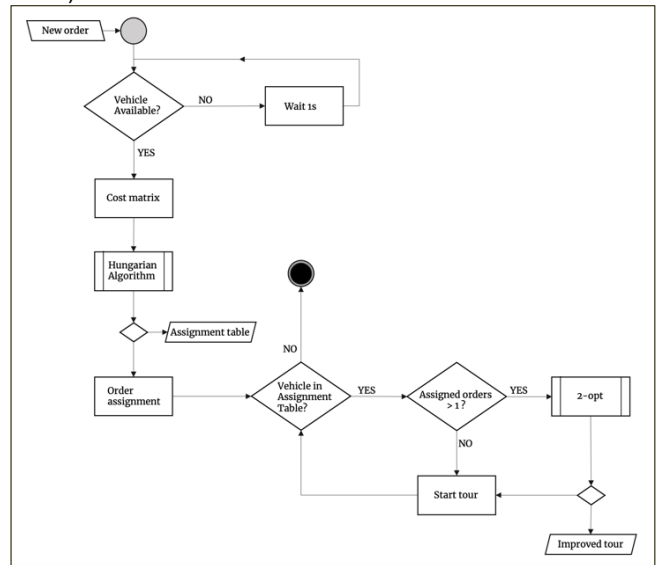 New order
Vehicle
Available?
NO
Wait 1s
YES
Cost matrix
Hungarian
Algorithm
Assignment table
NO
Order
assignment
Vehicle in
Assignment
Table?
YES
Assigned orders
> 1 ?
YES
2-opt
NO
Start tour
Improved tour